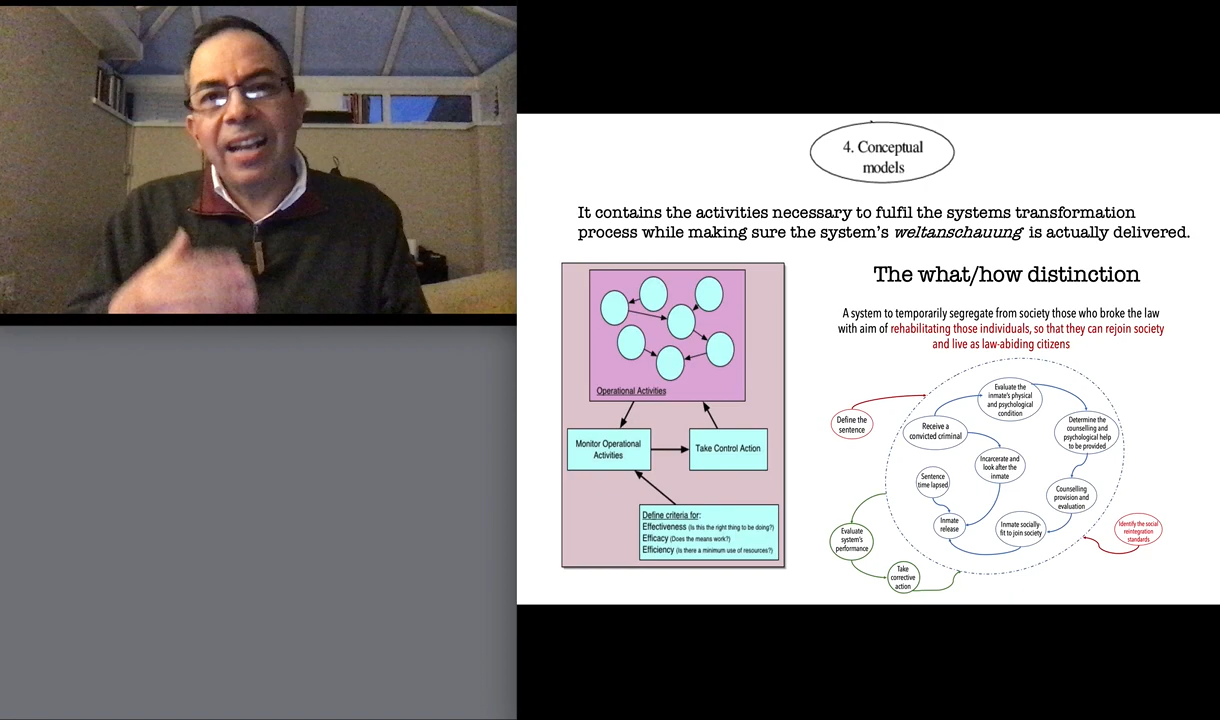 4. Conceptual
models
It contains the activities necessary to fulfil the systems transformation
process while making sure the system's weltanschauung is actually delivered.
Operational Activities
Monitor Operational
Activities
Take Control Action
Define criteria for:
Effectiveness (Is this the right thing to be doing?)
Efficacy (Does the means work?)
Efficiency (Is there a minimum use of resources?)
The what/how distinction
A system to temporarily segregate from society those who broke the law
with aim of rehabilitating those individuals, so that they can rejoin society
and live as law-abiding citizens
Define the
sentence
Receive a
convicted criminal
Evaluate the
inmate's physical
and psychological
condition
Determine the
counselling and
psychological help
to be provided
Incarcerate and
look after the
inmate
Sentence
time lapsed
Counselling
provision and
evaluation
Inmate
release
Inmate socially-
fit to join society
Identify the social
reintegration
standards
Evaluate
system's
performance
Take
corrective
action